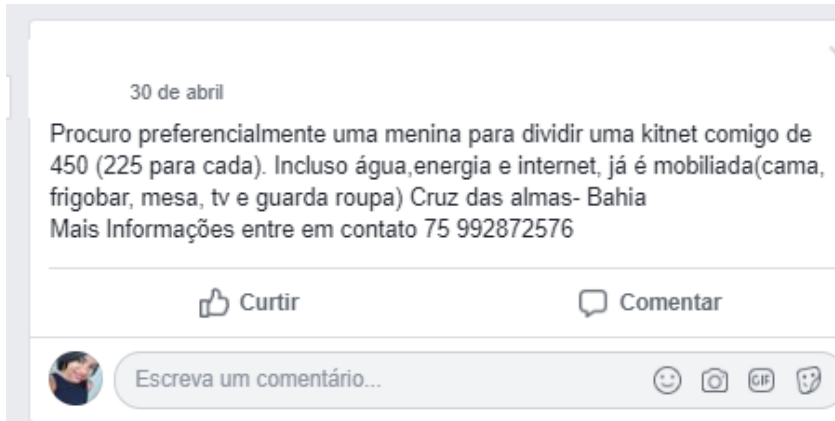 30 de abril
Procuro preferencialmente uma menina para dividir uma kitnet comigo de
450 (225 para cada). Incluso água,energia e internet, já é mobiliada(cama,
frigobar, mesa, tv e guarda roupa) Cruz das almas- Bahia
Mais Informações entre em contato 75 992872576
Curtir Comentar
Escreva um comentário... GIF